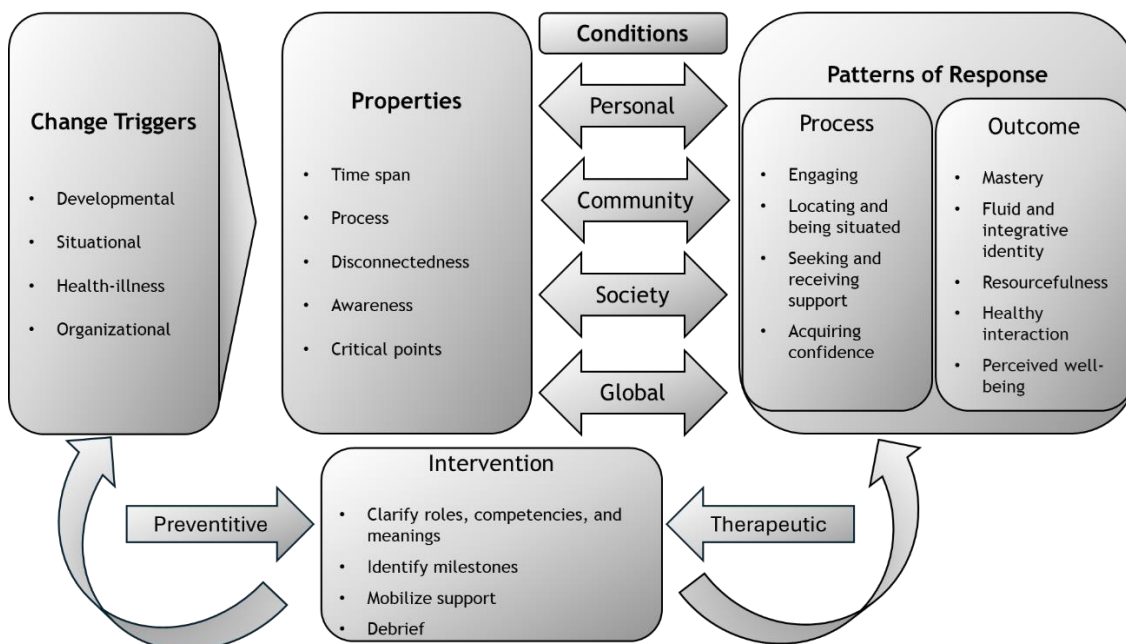 Change Triggers
• Developmental
• Situational
• Health-illness
• Organizational
Properties
• Time span
• Process
• Disconnectedness
• Awareness
• Critical points
Conditions
Personal
Community
Society
Global
Patterns of Response
Process
• Engaging
• Locating and
being situated
• Seeking and
receiving
support
• Acquiring
confidence
Outcome
• Mastery
• Fluid and
integrative
identity
• Resourcefulness
• Healthy
interaction
• Perceived well-
being
Intervention
• Clarify roles, competencies, and
meanings
• Identify milestones
• Mobilize support
• Debrief
Preventitive
Therapeutic